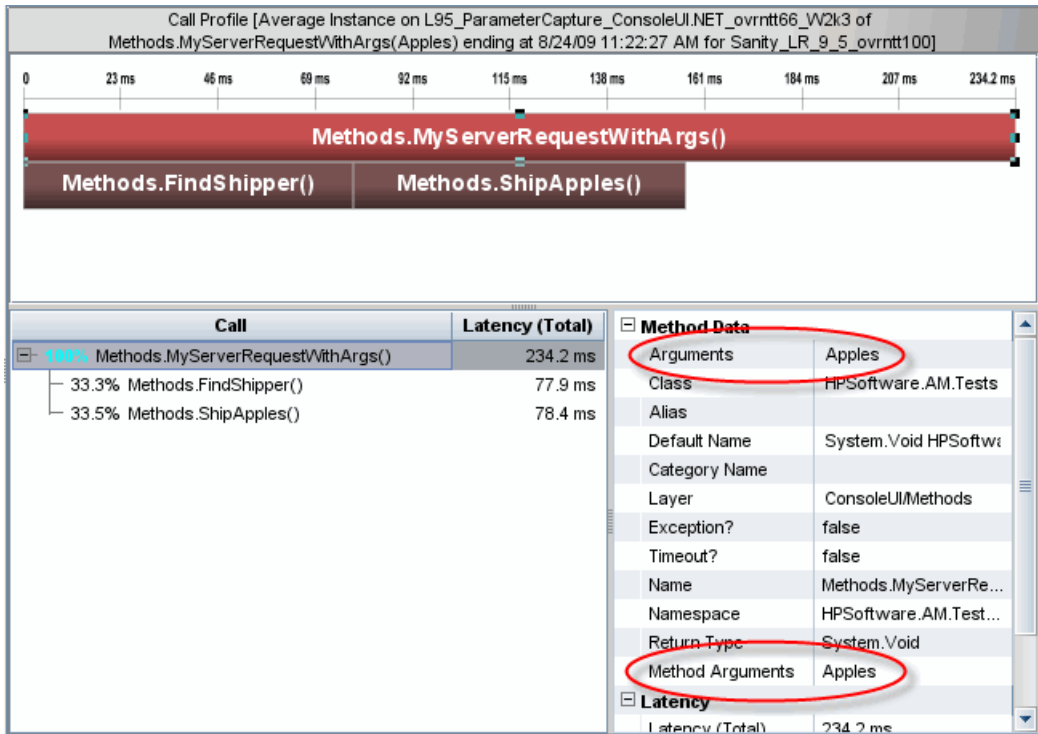 Call Profile [Average Instance on L95_ParameterCapture_ConsoleUI.NET_ovrntt66_W2k3 of
Methods.MyServerRequestWithArgs(Apples) ending at 8/24/09 11:22:27 AM for Sanity_LR_9_5_ovrntt100]
0 23 ms 46 ms 69 ms 92 ms 115 ms 138 ms 161 ms 184 ms 207 ms 234.2 ms
Methods.MyServerRequestWithArgs()
Methods.FindShipper() Methods.ShipApples()
Call Latency (Total)
100% Methods.MyServerRequestWithArgs() 234.2 ms
33.3% Methods.FindShipper() 77.9 ms
33.5% Methods.ShipApples() 78.4 ms
Method Data
Arguments Apples
Class HPSoftware.AM.Tests
Alias
Default Name System.Void HPSoftwa
Category Name
Layer ConsoleUI/Methods
Exception? false
Timeout? false
Name Methods.MyServerRe...
Namespace HPSoftware.AM.Test...
Return Type System.Void
Method Arguments Apples
Latency
Latency (Total) 234.2 ms